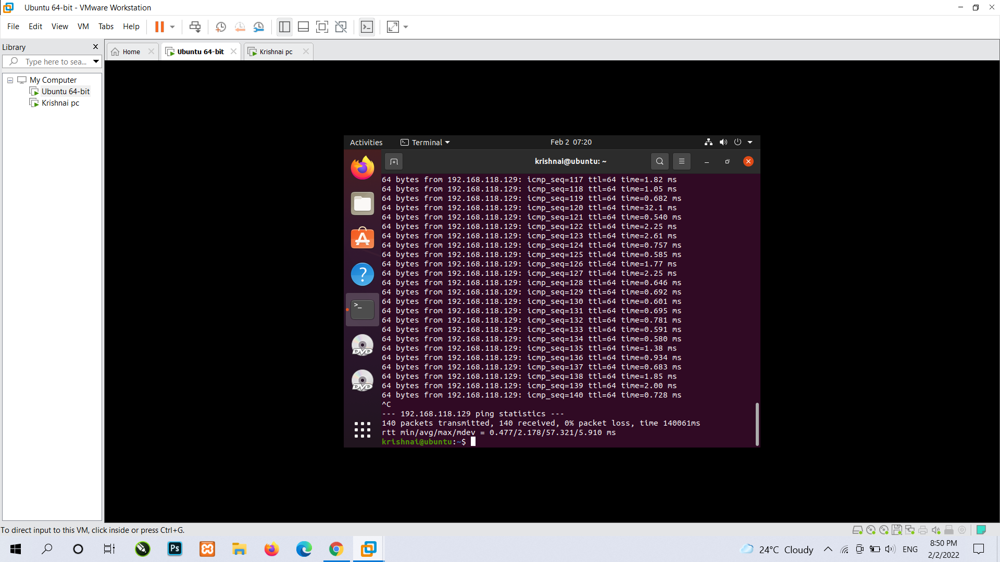 Ubuntu 64-bit - VMware Workstation
File Edit View VM Tabs Help
Library
Home
Ubuntu 64-bit
Krishnai pc
Type here to sea...
My Computer
Ubuntu 64-bit
Krishnai pc
Activities
Terminal
Feb 2 07:20
krishnai@ubuntu: ~
64 bytes from 192.168.118.129: icmp_seq=117 ttl=64 time=1.82 ms
64 bytes from 192.168.118.129: icmp_seq=118 ttl=64 time=1.05 ms
64 bytes from 192.168.118.129: icmp_seq=119 ttl=64 time=0.682 ms
64 bytes from 192.168.118.129: icmp_seq=120 ttl=64 time=32.1 ms
64 bytes from 192.168.118.129: icmp_seq=121 ttl=64 time=0.540 ms
64 bytes from 192.168.118.129: icmp_seq=122 ttl=64 time=2.25 ms
64 bytes from 192.168.118.129: icmp_seq=123 ttl=64 time=2.61 ms
64 bytes from 192.168.118.129: icmp_seq=124 ttl=64 time=0.757 ms
64 bytes from 192.168.118.129: icmp_seq=125 ttl=64 time=0.585 ms
64 bytes from 192.168.118.129: icmp_seq=126 ttl=64 time=1.77 ms
64 bytes from 192.168.118.129: icmp_seq=127 ttl=64 time=2.25 ms
64 bytes from 192.168.118.129: icmp_seq=128 ttl=64 time=0.646 ms
64 bytes from 192.168.118.129: icmp_seq=129 ttl=64 time=0.692 ms
64 bytes from 192.168.118.129: icmp_seq=130 ttl=64 time=0.601 ms
64 bytes from 192.168.118.129: icmp_seq=131 ttl=64 time=0.695 ms
64 bytes from 192.168.118.129: icmp_seq=132 ttl=64 time=0.781 ms
64 bytes from 192.168.118.129: icmp_seq=133 ttl=64 time=0.591 ms
64 bytes from 192.168.118.129: icmp_seq=134 ttl=64 time=0.580 ms
64 bytes from 192.168.118.129: icmp_seq=135 ttl=64 time=1.38 ms
64 bytes from 192.168.118.129: icmp_seq=136 ttl=64 time=0.934 ms
64 bytes from 192.168.118.129: icmp_seq=137 ttl=64 time=0.683 ms
64 bytes from 192.168.118.129: icmp_seq=138 ttl=64 time=1.85 ms
64 bytes from 192.168.118.129: icmp_seq=139 ttl=64 time=2.00 ms
64 bytes from 192.168.118.129: icmp_seq=140 ttl=64 time=0.728 ms
^C
--- 192.168.118.129 ping statistics ---
140 packets transmitted, 140 received, 0% packet loss, time 140061ms
rtt min/avg/max/mdev = 0.477/2.178/57.321/5.910 ms
krishnai@ubuntu:~$
DVD
DVD
To direct input to this VM, click inside or press Ctrl+G.
Ps
24°C Cloudy
ENG
8:50 PM
2/2/2022